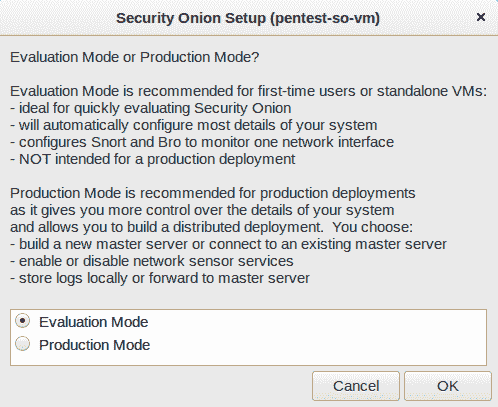 Security Onion Setup (pentest-so-vm)
Evaluation Mode or Production Mode?
Evaluation Mode is recommended for first-time users or standalone VMs:
- ideal for quickly evaluating Security Onion
- will automatically configure most details of your system
- configures Snort and Bro to monitor one network interface
- NOT intended for a production deployment
Production Mode is recommended for production deployments
as it gives you more control over the details of your system
and allows you to build a distributed deployment.  You choose:
- build a new master server or connect to an existing master server
- enable or disable network sensor services
- store logs locally or forward to master server
Evaluation Mode
Production Mode
Cancel OK